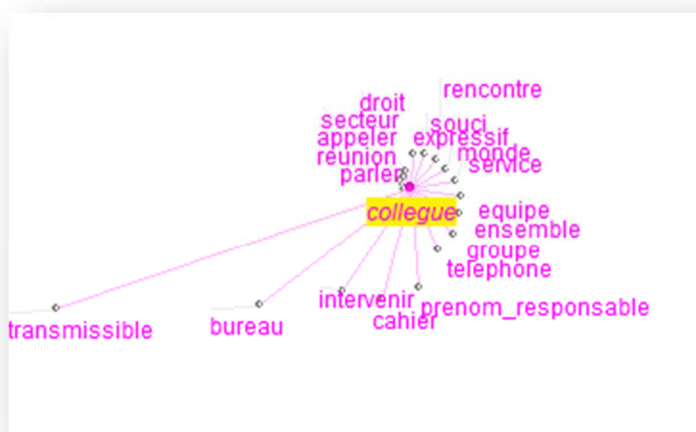 rencontre
droit
secteur
souci
appeler
expressif
reunion
monde
service
parler
collegue
equipe
ensemble
groupe
telephone
intervenir
prenom_responsable
cahier
bureau
transmissible